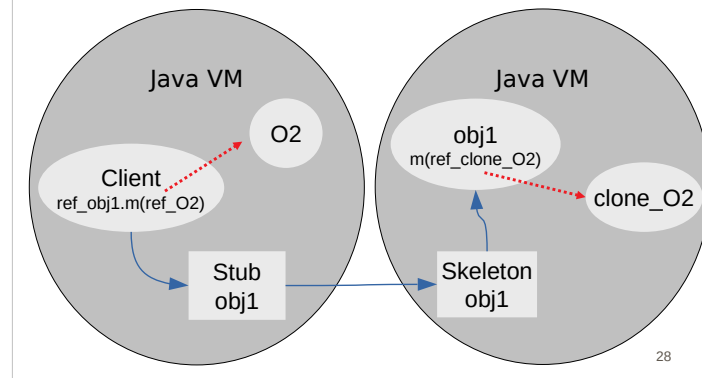 Java VM
O2
Client
ref_obj1.m(ref_O2)
Stub
obj1
Java VM
obj1
m(ref_clone_O2)
clone_O2
Skeleton
obj1
28